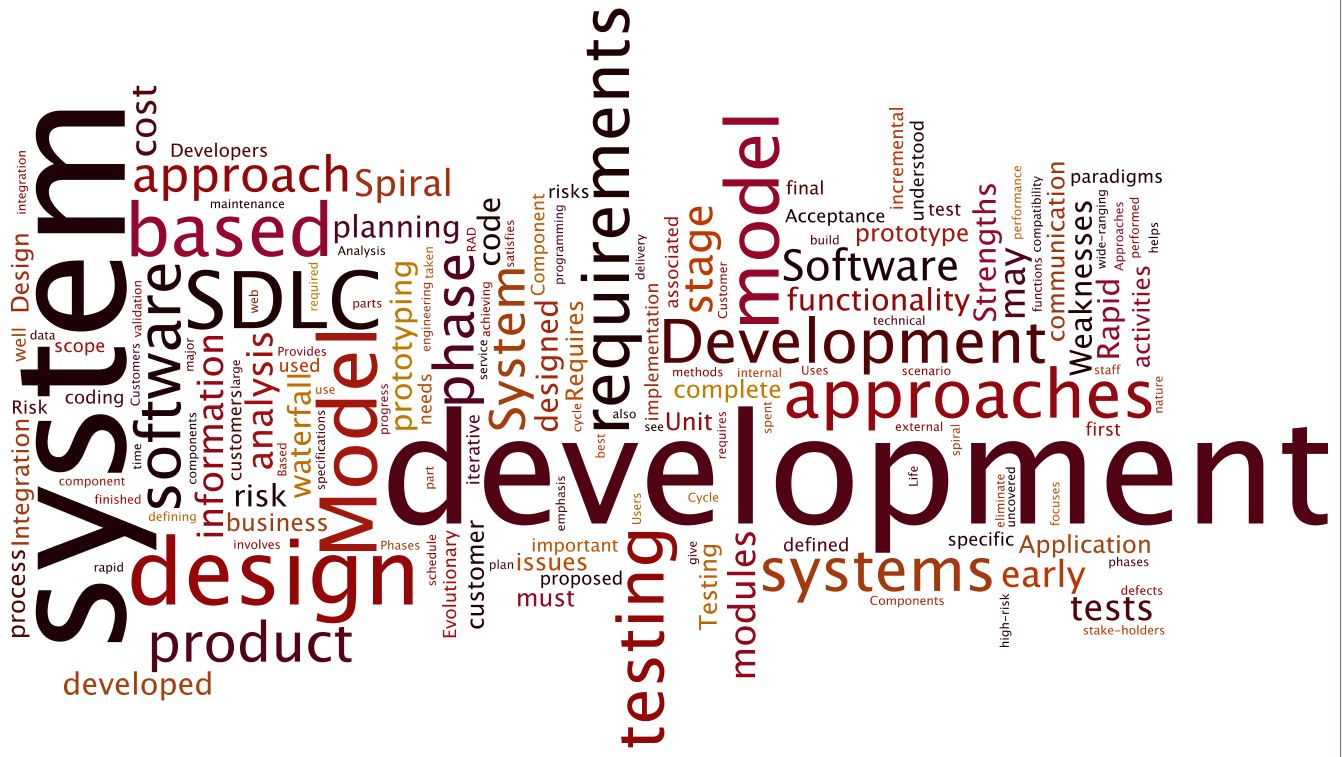 requirements
system
cost
Developers
approach
Spiral
integration
maintenance
based
planning
Analysis
risks
model
final
Acceptance
build
test
prototype
incremental
understood
Strengths
performance
communication
paradigms
Software
functionality
technical
Design
software
SDLC
web
required
parts
prototyping
engineering
taken
phase
RAD
code
satisfies
Component
programming
delivery
associated
stage
Customer
may
functions
compatibility
Weaknesses
wide-ranging
Approaches
performed
helps
Rapid
activities
well
data
scope
validation
Customers
major
Provides
used
use
information
customers
large
analysis
waterfall
Model
progress
needs
service
achieving
System
designed
Requires
cycle
implementation
Development
methods
internal
Uses
scenario
staff
complete
approaches
nature
Risk
coding
time
components
Based
specifications
iterative
best
also
see
Unit
requires
spent
external
spiral
first
Integration
component
finished
defining
risk
business
development
part
emphasis
Users
Cycle
Life
eliminate
uncovered
focuses
process
rapid
involves
Phases
design
schedule
Evolutionary
customer
plan
important
issues
proposed
must
testing
give
Testing
modules
defined
specific
Application
phases
systems
early
Components
high-risk
tests
defects
stake-holders
product
developed